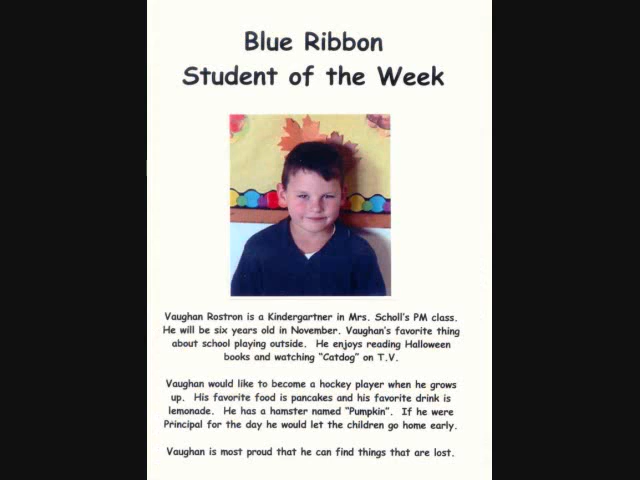 Blue Ribbon
Student of the Week
Vaughan Rostron is a Kindergartner in Mrs. Scholl's PM class.
He will be six years old in November. Vaughan's favorite thing
about school playing outside. He enjoys reading Halloween
books and watching "Catdog" on T.V.
Vaughan would like to become a hockey player when he grows
up. His favorite food is pancakes and his favorite drink is
lemonade. He has a hamster named "Pumpkin". If he were
Principal for the day he would let the children go home early.
Vaughan is most proud that he can find things that are lost.